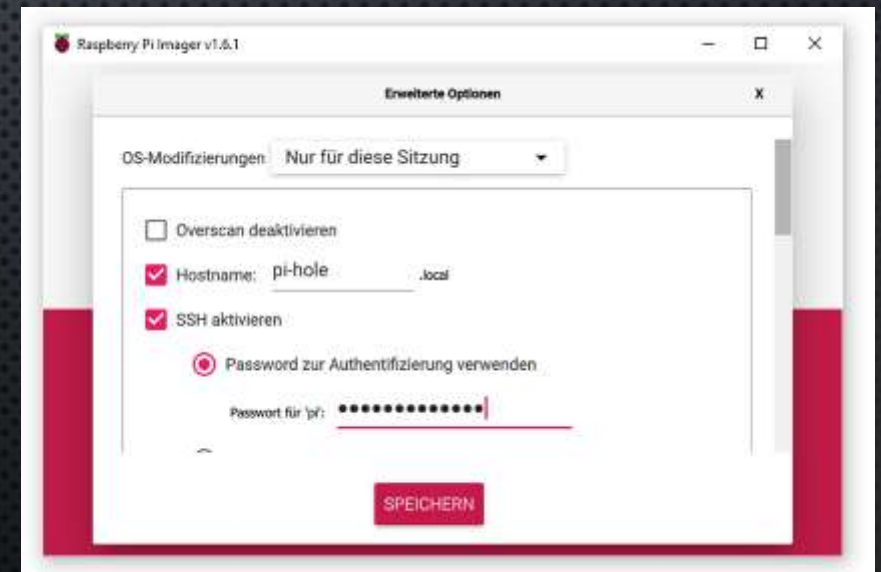 Raspberry Pi Imager v1.6.1
Erweiterte Optionen X
OS-Modifizierungen Nur für diese Sitzung
Overscan deaktivieren
Hostname: pi-hole .local
SSH aktivieren
Password zur Authentifizierung verwenden
Passwort für 'pi': •••••••••••••
SPEICHERN